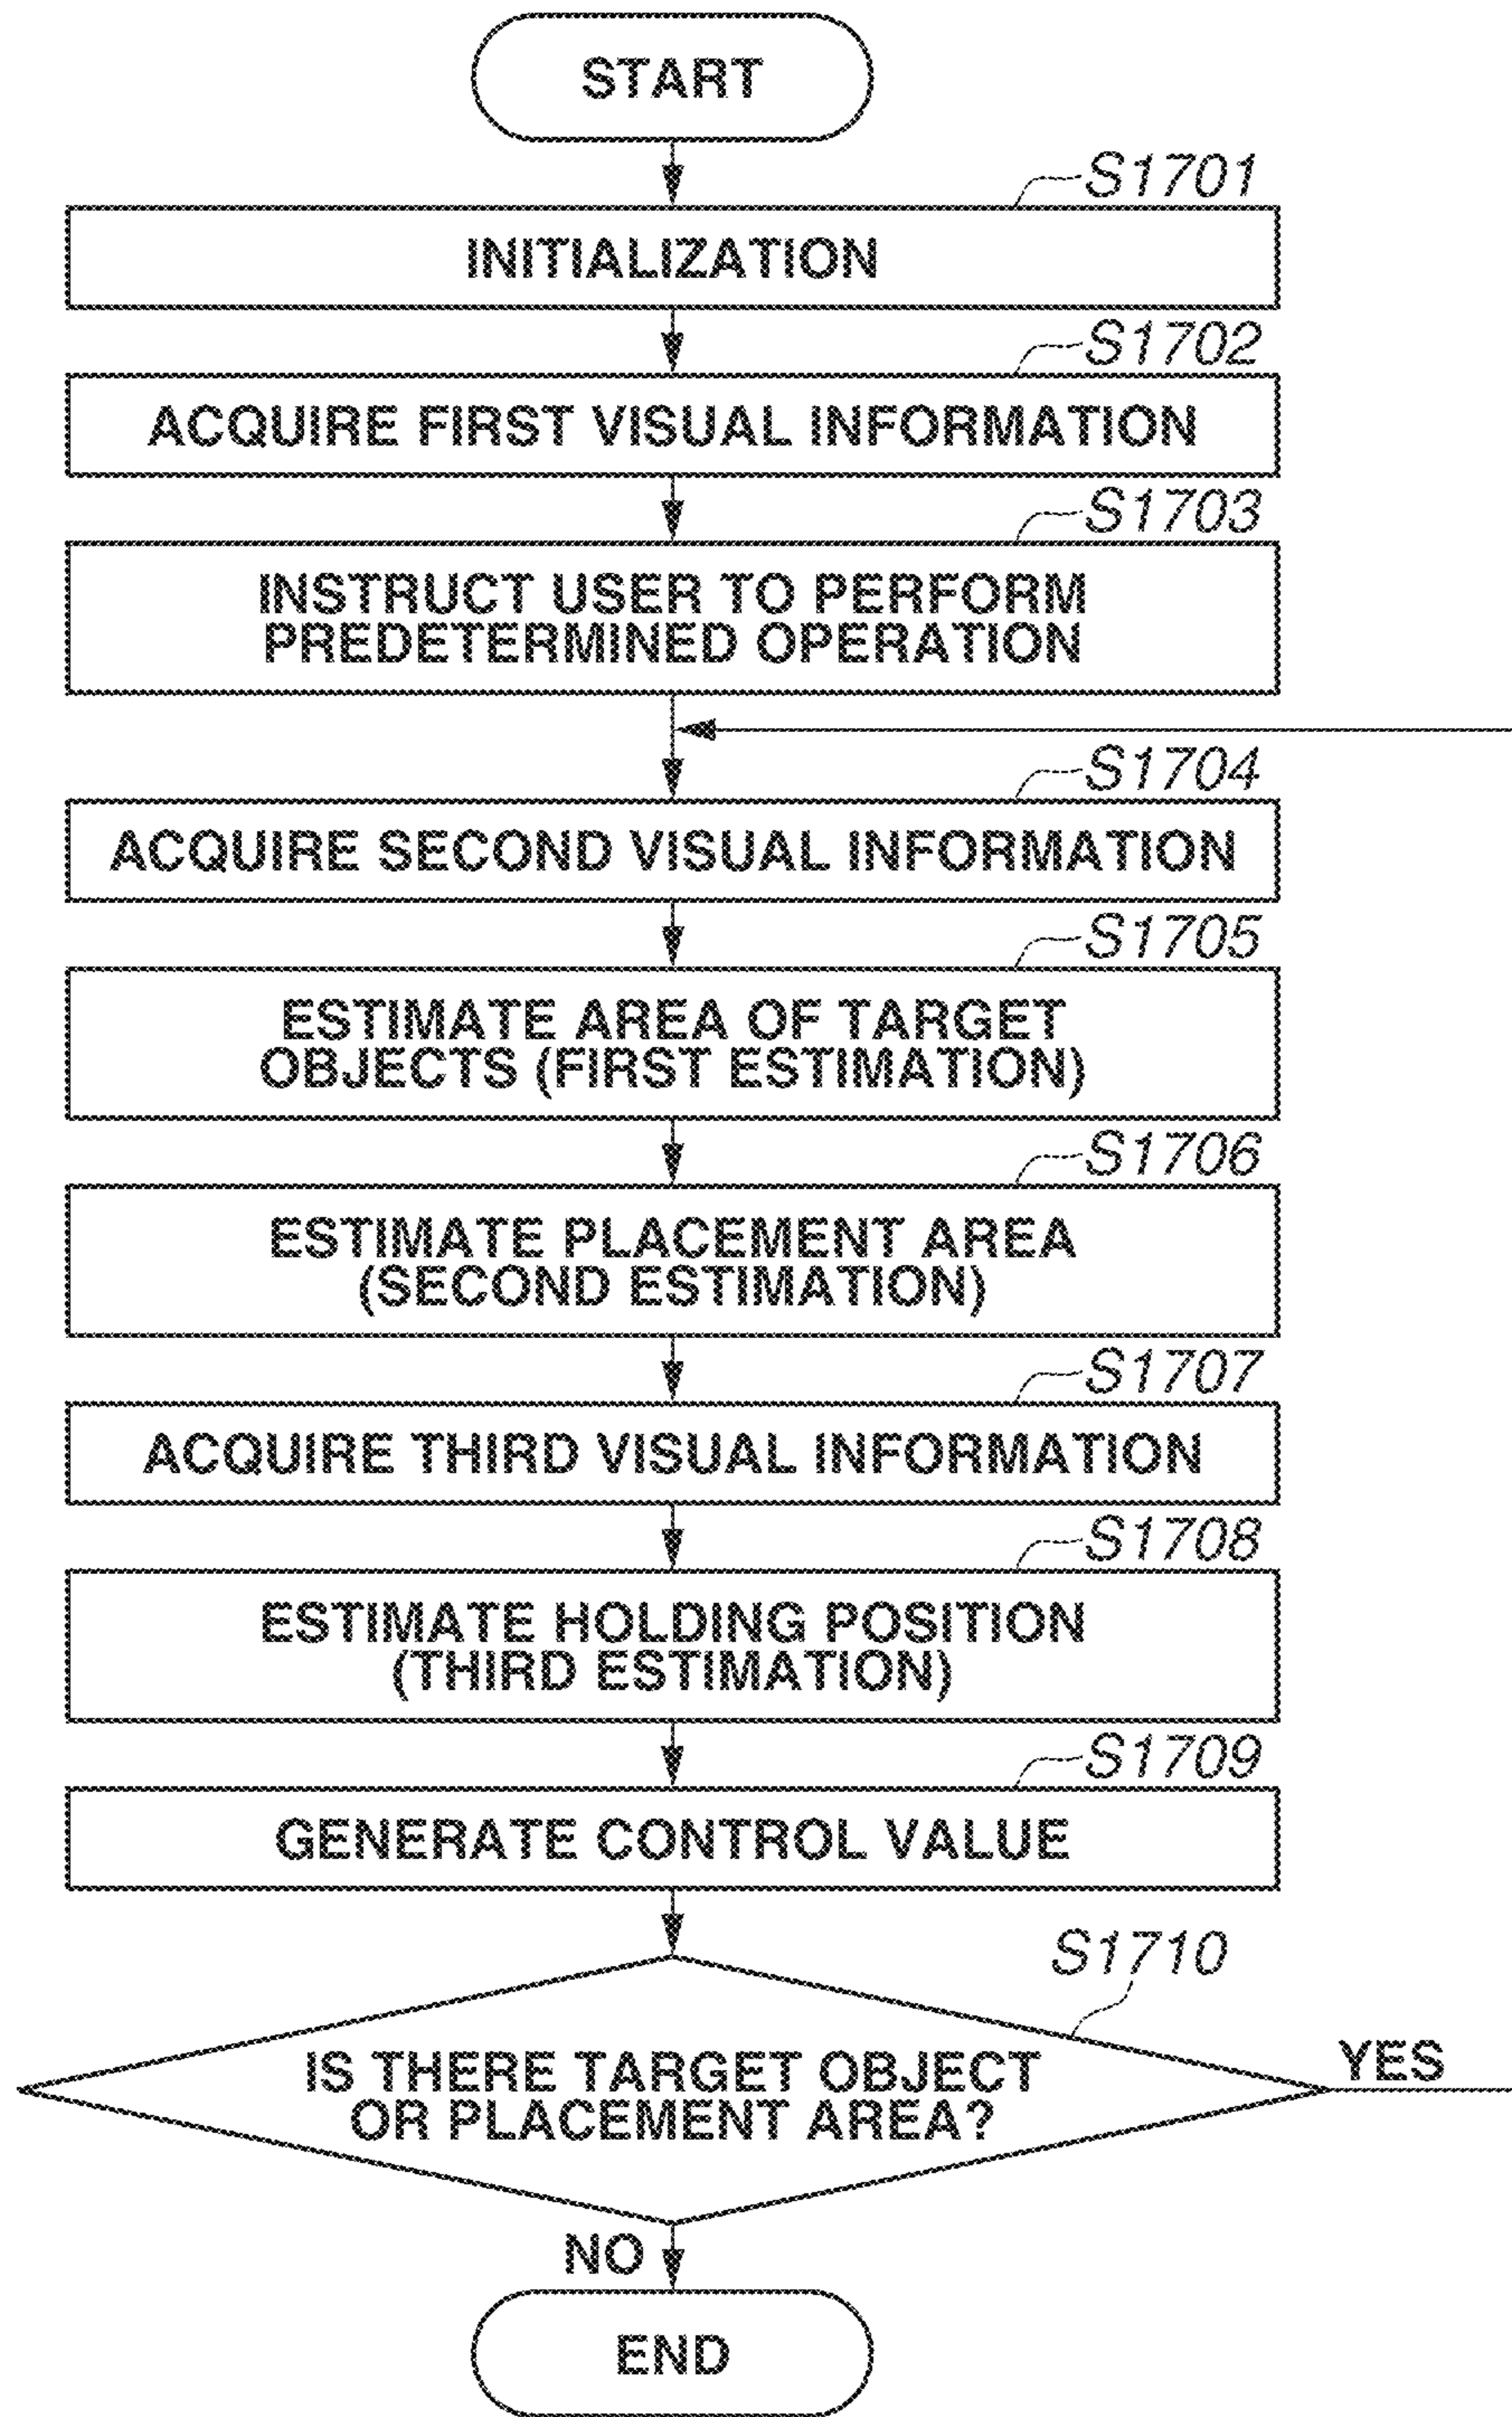 START
S1701
INITIALIZATION
S1702
ACQUIRE FIRST VISUAL INFORMATION
S1703
INSTRUCT USER TO PERFORM
PREDETERMINED OPERATION
S1704
ACQUIRE SECOND VISUAL INFORMATION
S1705
ESTIMATE AREA OF TARGET
OBJECTS (FIRST ESTIMATION)
S1706
ESTIMATE PLACEMENT AREA
(SECOND ESTIMATION)
S1707
ACQUIRE THIRD VISUAL INFORMATION
S1708
ESTIMATE HOLDING POSITION
(THIRD ESTIMATION)
S1709
GENERATE CONTROL VALUE
S1710
IS THERE TARGET OBJECT
OR PLACEMENT AREA?
YES
NO
END